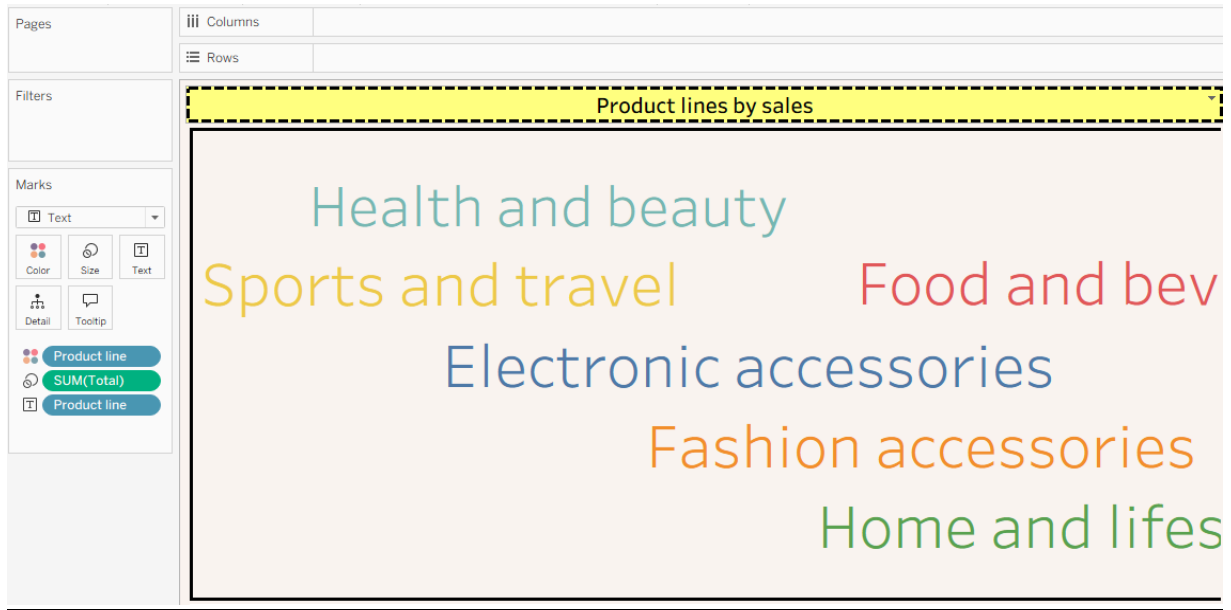 Pages
Columns
Rows
Filters
Product lines by sales
Marks
Text
Color Size Text
Detail Tooltip
Product line
SUM(Total)
Product line
Health and beauty
Sports and travel
Food and bev
Electronic accessories
Fashion accessories
Home and lifes